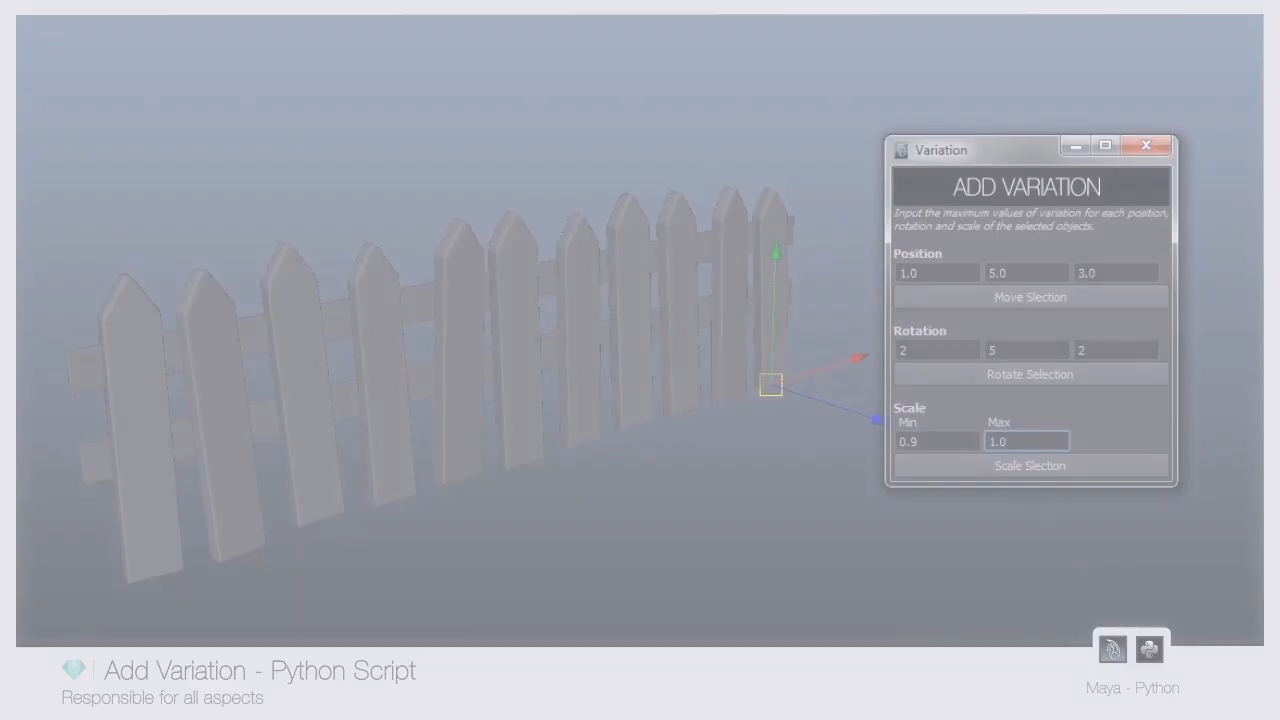 Variation
ADD VARIATION
Input the maximum values of variation for each position,
rotation and scale of the selected objects.
Position
1.0 5.0 3.0
Move Slection
Rotation
2 5 2
Rotate Selection
Scale
Min Max
0.9 1.0
Scale Slection
Add Variation - Python Script
Responsible for all aspects
Maya - Python